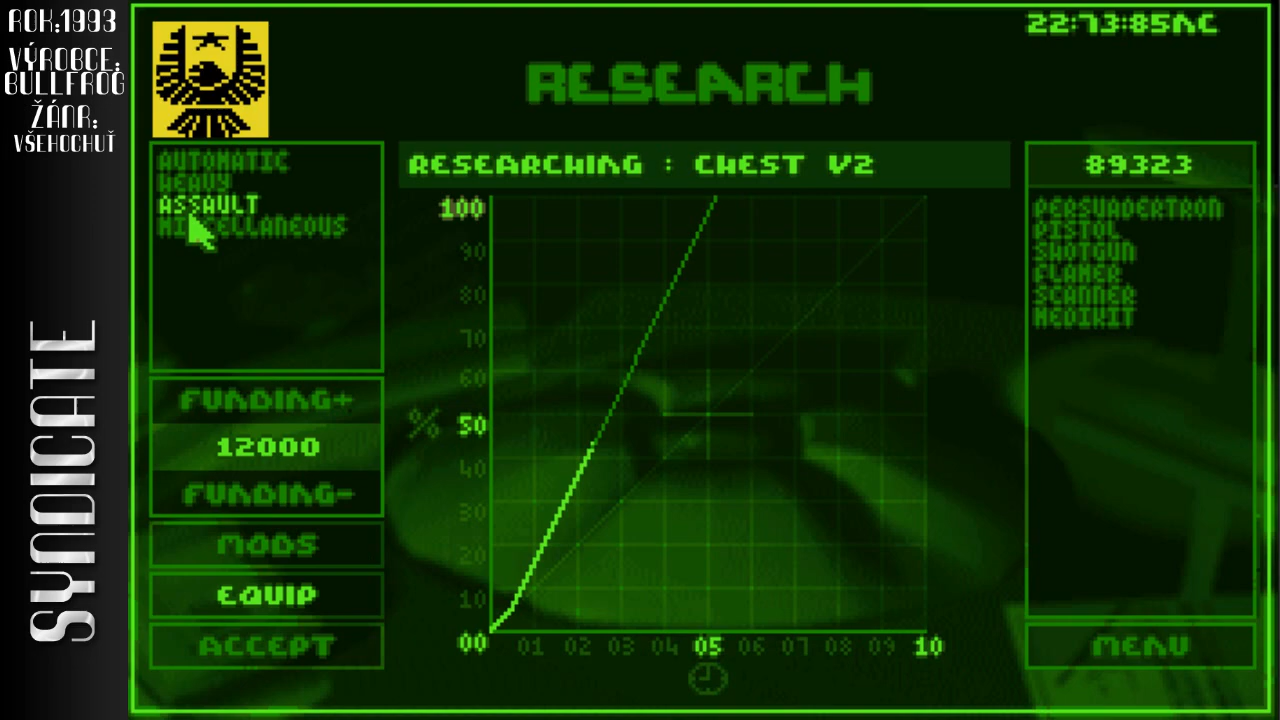 ROK:1993
VÝROBCE:
BULLFROG
ŽÁNR:
VŠEHOCHUŤ
SYNDICATE
22:73:85NC
RESEARCH
AUTOMATIC
HEAVY
ASSAULT
MISCELLANEOUS
FUNDING+
12000
FUNDING-
MODS
EQUIP
ACCEPT
RESEARCHING : CHEST V2
100
90
80
70
60
% 50
40
30
20
10
00 01 02 03 04 05 06 07 08 09 10
89323
PERSUADERTRON
PISTOL
SHOTGUN
FLAMER
SCANNER
MEDIKIT
MENU